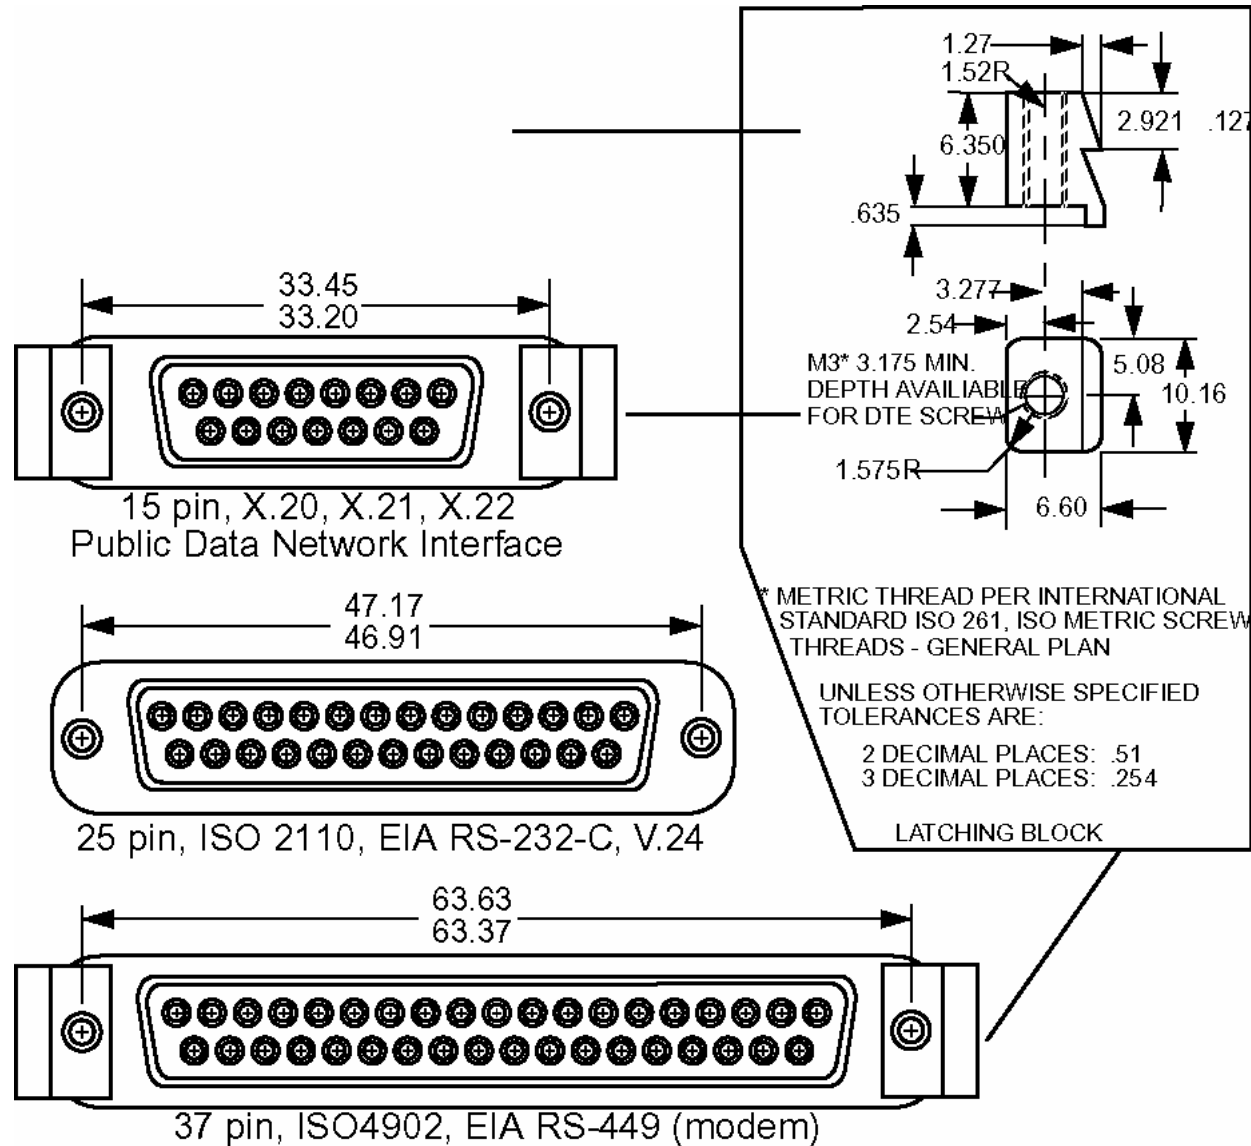 1.27
1.52R
6.350
2.921 .127
.635
3.277
2.54
M3* 3.175 MIN.
DEPTH AVAILIABLE
FOR DTE SCREW
5.08
10.16
1.575R
6.60
* METRIC THREAD PER INTERNATIONAL
STANDARD ISO 261, ISO METRIC SCREW
THREADS - GENERAL PLAN
UNLESS OTHERWISE SPECIFIED
TOLERANCES ARE:
2 DECIMAL PLACES: .51
3 DECIMAL PLACES: .254
LATCHING BLOCK
33.45
33.20
15 pin, X.20, X.21, X.22
Public Data Network Interface
47.17
46.91
25 pin, ISO 2110, EIA RS-232-C, V.24
63.63
63.37
37 pin, ISO4902, EIA RS-449 (modem)